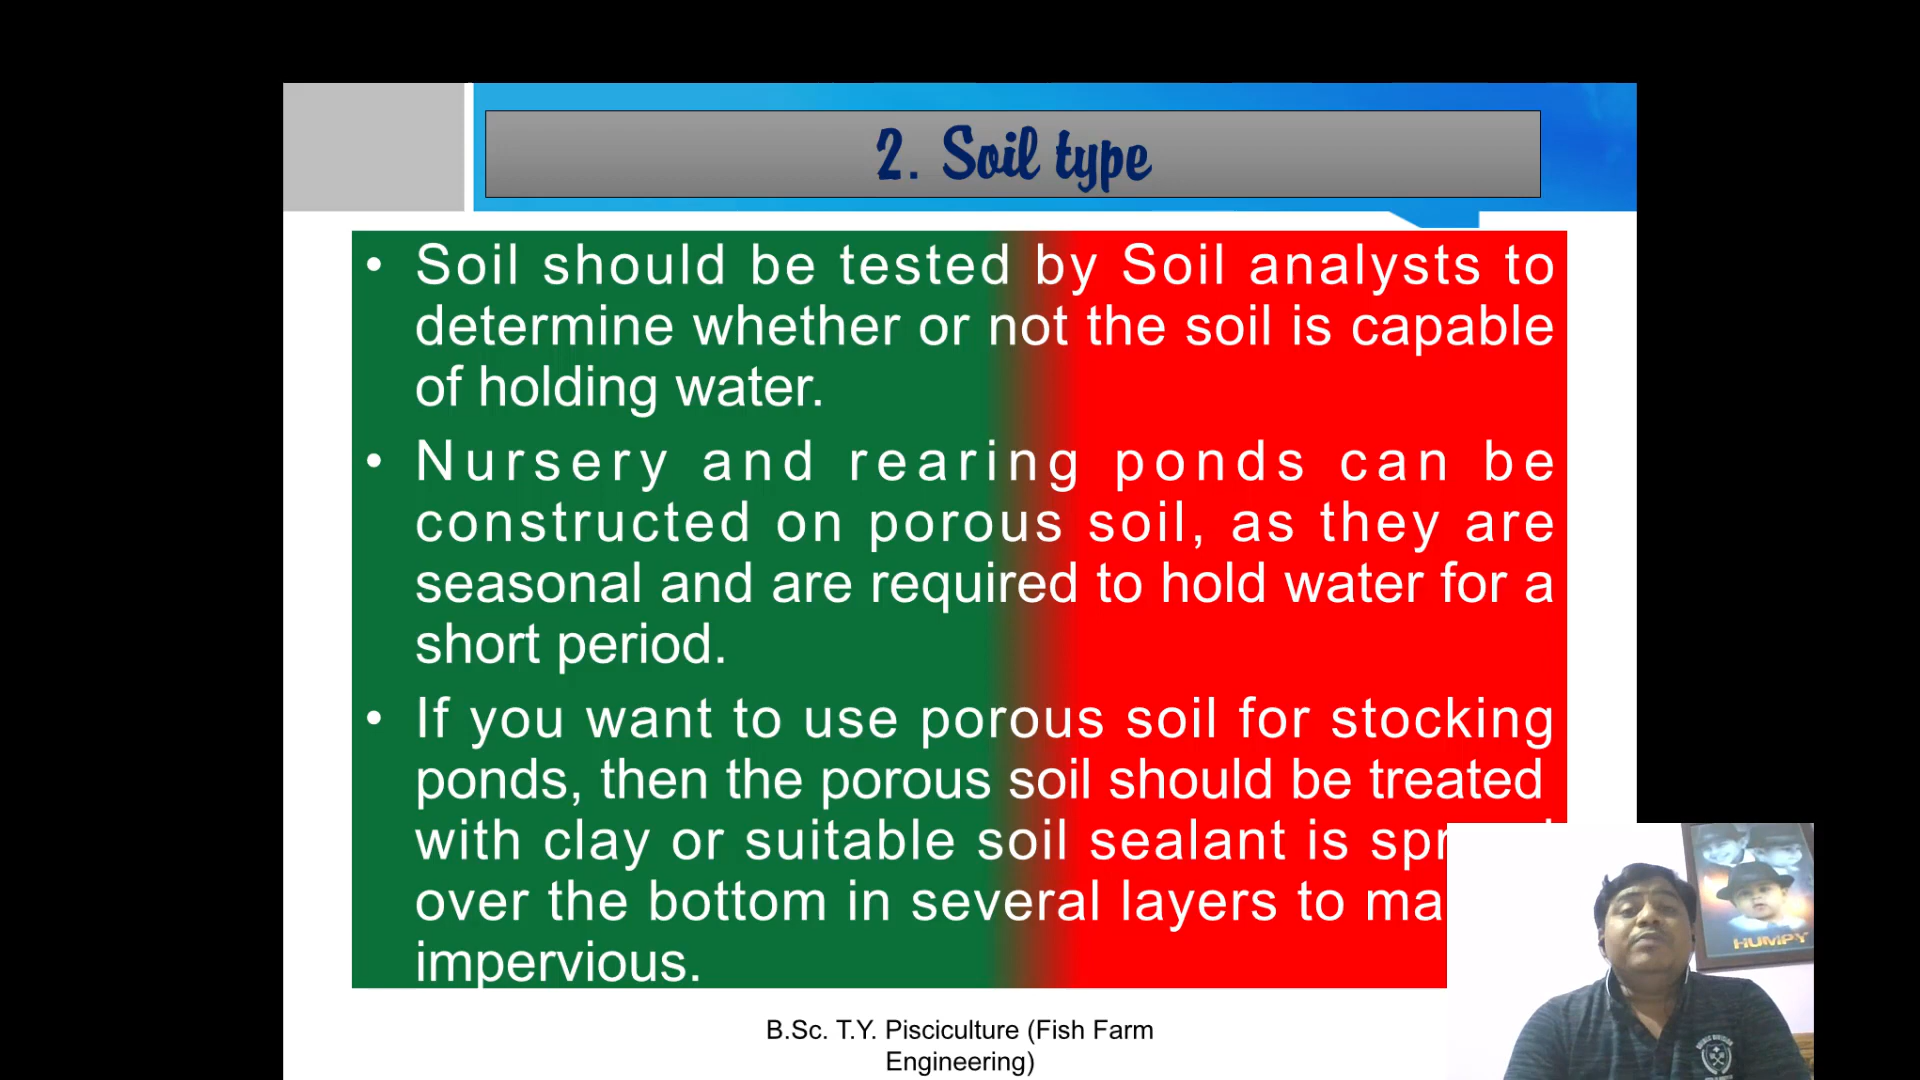 2. Soil type
• Soil should be tested by Soil analysts to
determine whether or not the soil is capable
of holding water.
• Nursery and rearing ponds can be
constructed on porous soil, as they are
seasonal and are required to hold water for a
short period.
• If you want to use porous soil for stocking
ponds, then the porous soil should be treated
with clay or suitable soil sealant is
over the bottom in several layers to
impervious.
HUMPY
B.Sc. T.Y. Pisciculture (Fish Farm
Engineering)